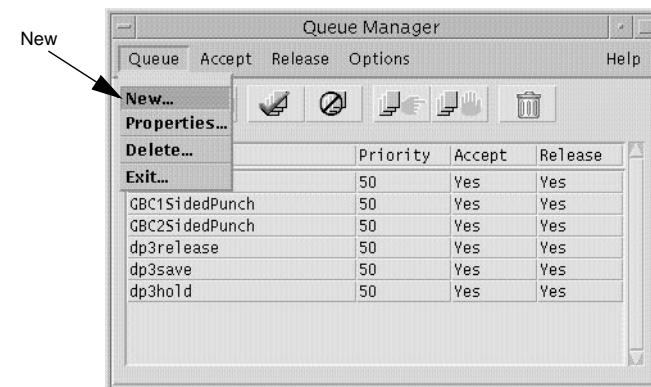 New
Queue Manager
Queue Accept Release Options Help
New...
Properties...
Delete...
Exit...
Priority Accept Release
50 Yes Yes
GBC1SidedPunch 50 Yes Yes
GBC2SidedPunch 50 Yes Yes
dp3release 50 Yes Yes
dp3save 50 Yes Yes
dp3hold 50 Yes Yes